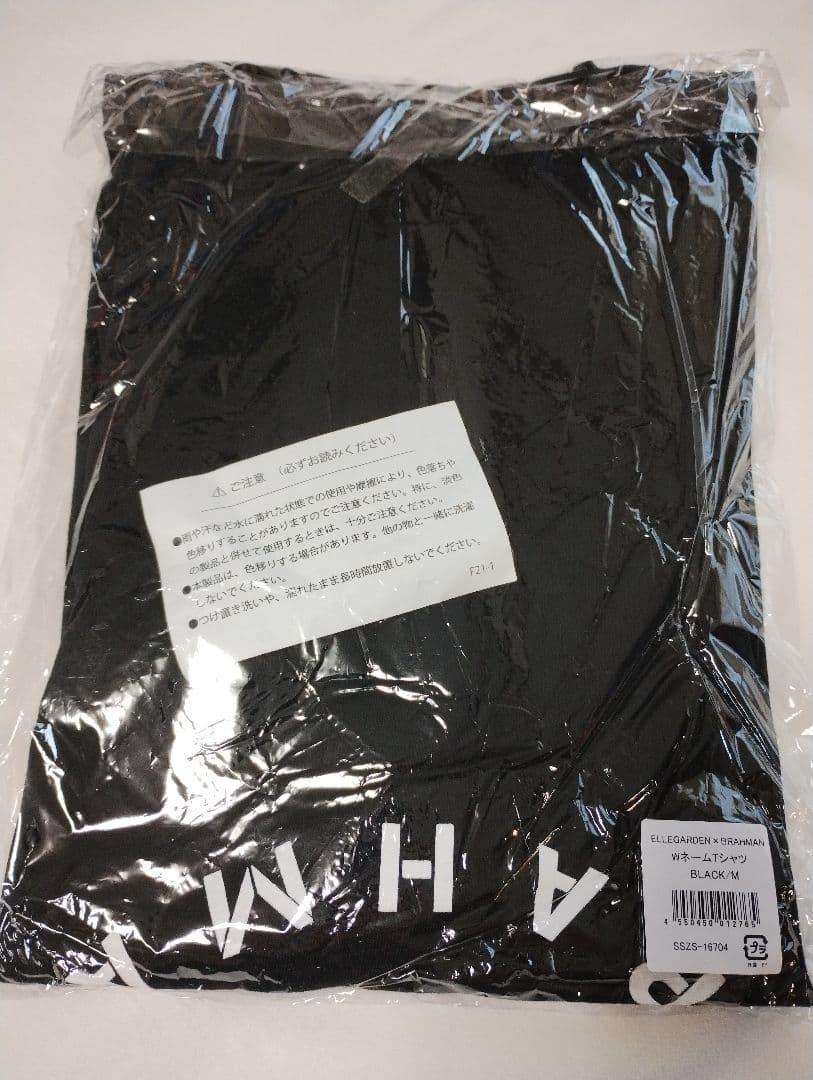 ⚠ ご注意 (必ずお読みください)
●雨や汗など水に濡れた状態での使用や摩擦により、色落ちや
色移りすることがありますのでご注意ください。特に、淡色
の製品と併せて使用するときは、十分ご注意ください。
●本製品は、色移りする場合があります。他の物と一緒に洗濯
しないでください。
●つけ置き洗いや、濡れたまま長時間放置しないでください。
F21-1
ELLEGARDEN×BRAHMAN
WネームTシャツ
BLACK/M
4 550450 012765
SSZS-16704
プラ
M H A